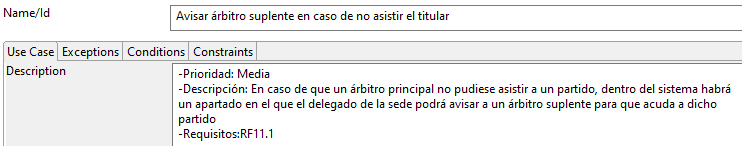 Name/Id
Avisar árbitro suplente en caso de no asistir el titular
Use Case Exceptions Conditions Constraints
Description
-Prioridad: Media
-Descripción: En caso de que un árbitro principal no pudiese asistir a un partido, dentro del sistema habrá
un apartado en el que el delegado de la sede podrá avisar a un árbitro suplente para que acuda a dicho
partido
-Requisitos:RF11.1